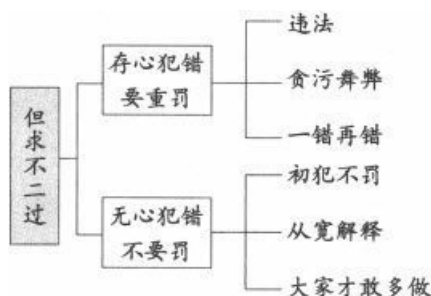 但求不二过
存心犯错
要重罚
违法
贪污舞弊
一错再错
无心犯错
不要罚
初犯不罚
从宽解释
大家才敢多做